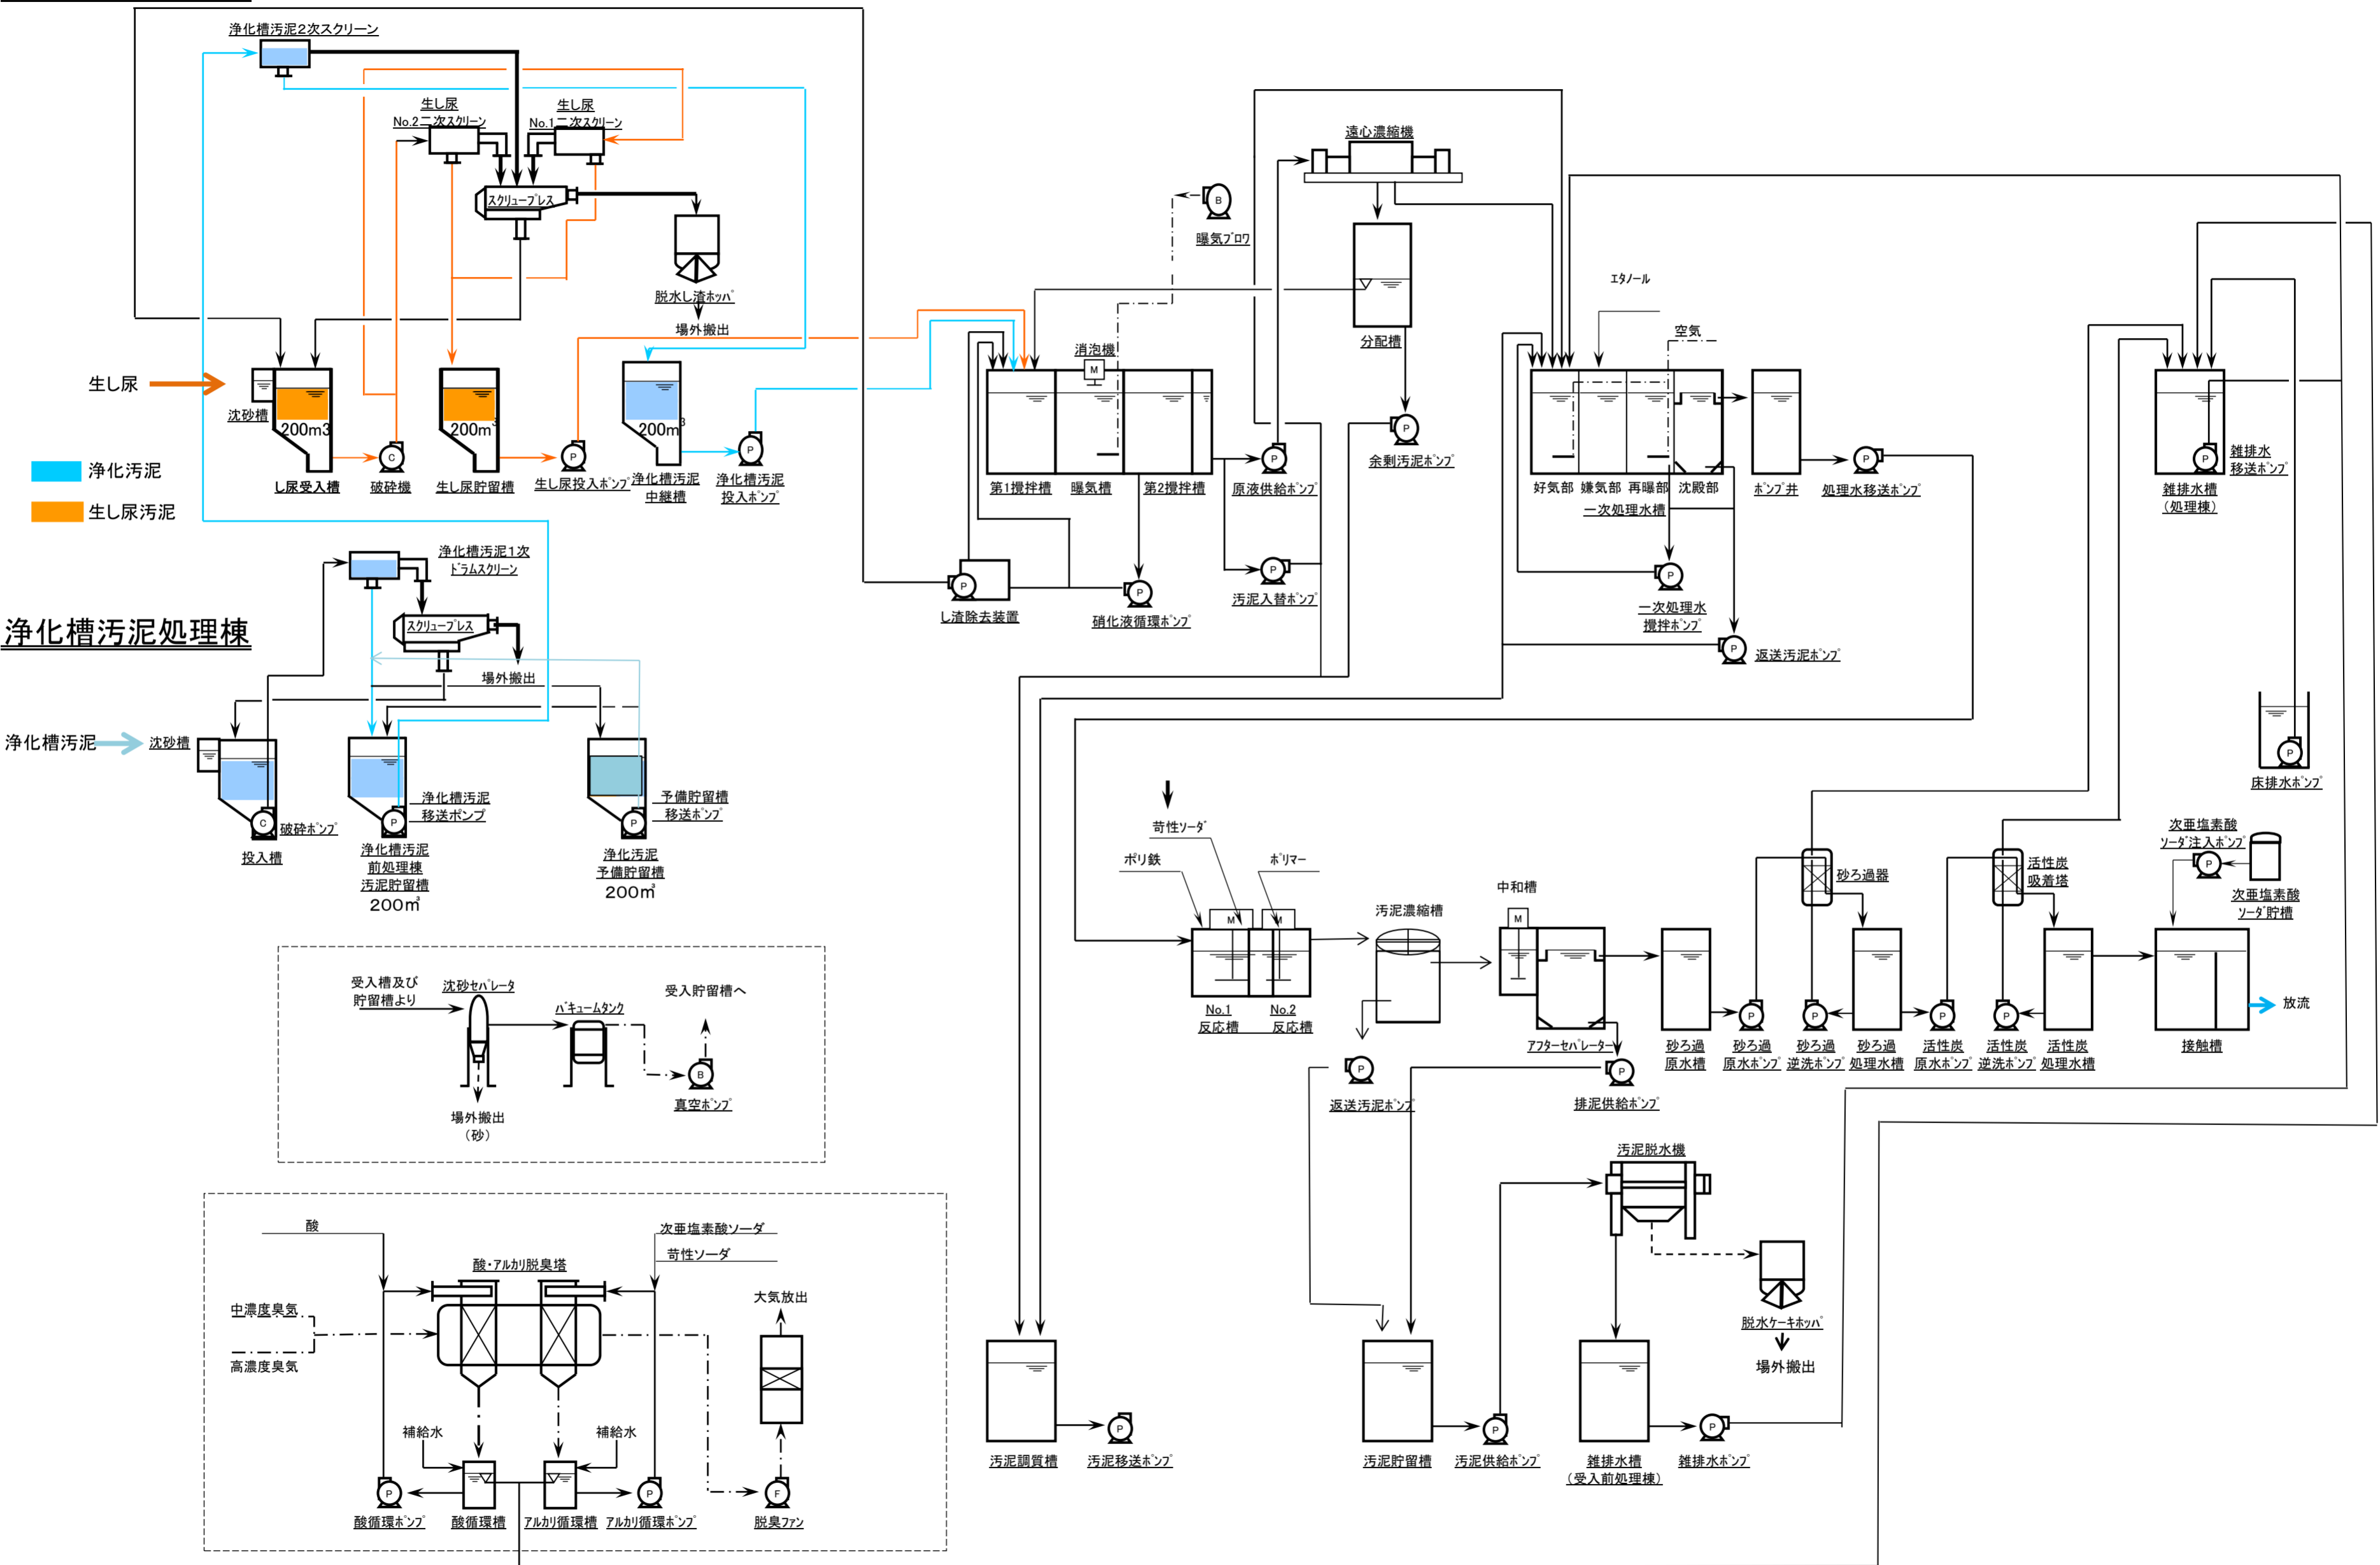 浄化槽汚泥2次スクリーン
生し尿
No.2二次スクリーン
生し尿
No.1二次スクリーン
スクリュープレス
脱水し渣ホッパ
場外搬出
生し尿
沈砂槽
200m3
200m3
200m3
し尿受入槽
C
破砕機
生し尿貯留槽
P
生し尿投入ポンプ
浄化槽汚泥
中継槽
P
浄化槽汚泥
投入ポンプ
浄化汚泥
生し尿汚泥
浄化槽汚泥1次
ドラムスクリーン
スクリュープレス
場外搬出
浄化槽汚泥処理棟
浄化槽汚泥
沈砂槽
C
破砕ポンプ
投入槽
P
浄化槽汚泥
移送ポンプ
浄化槽汚泥
前処理棟
汚泥貯留槽
200㎥
P
予備貯留槽
移送ポンプ
浄化汚泥
予備貯留槽
200㎥
受入槽及び
貯留槽より
沈砂セパレータ
バキュームタンク
受入貯留槽へ
B
真空ポンプ
場外搬出
（砂）
酸
次亜塩素酸ソーダ
苛性ソーダ
酸・アルカリ脱臭塔
大気放出
中濃度臭気
高濃度臭気
補給水
補給水
P
酸循環ポンプ
酸循環槽
アルカリ循環槽
P
アルカリ循環ポンプ
F
脱臭ファン
B
曝気ブロワ
遠心濃縮機
分配槽
消泡機
M
第1攪拌槽
曝気槽
第2攪拌槽
P
原液供給ポンプ
P
余剰汚泥ポンプ
P
し渣除去装置
P
硝化液循環ポンプ
P
汚泥入替ポンプ
エタノール
空気
好気部
嫌気部
再曝部
沈殿部
一次処理水槽
ポンプ井
P
処理水移送ポンプ
P
一次処理水
攪拌ポンプ
P
返送汚泥ポンプ
P
雑排水
移送ポンプ
雑排水槽
（処理棟）
P
床排水ポンプ
苛性ソーダ
ポリ鉄
ポリマー
M
M
No.1
反応槽
No.2
反応槽
汚泥濃縮槽
中和槽
M
アフターセパレーター
P
返送汚泥ポンプ
P
排泥供給ポンプ
砂ろ過
原水槽
P
砂ろ過
原水ポンプ
砂ろ過器
P
砂ろ過
逆洗ポンプ
砂ろ過
処理水槽
P
活性炭
原水ポンプ
活性炭
吸着塔
P
活性炭
逆洗ポンプ
活性炭
処理水槽
次亜塩素酸
ソーダ注入ポンプ
P
次亜塩素酸
ソーダ貯槽
接触槽
放流
汚泥脱水機
脱水ケーキホッパ
場外搬出
汚泥調質槽
P
汚泥移送ポンプ
汚泥貯留槽
P
汚泥供給ポンプ
雑排水槽
（受入前処理棟）
P
雑排水ポンプ